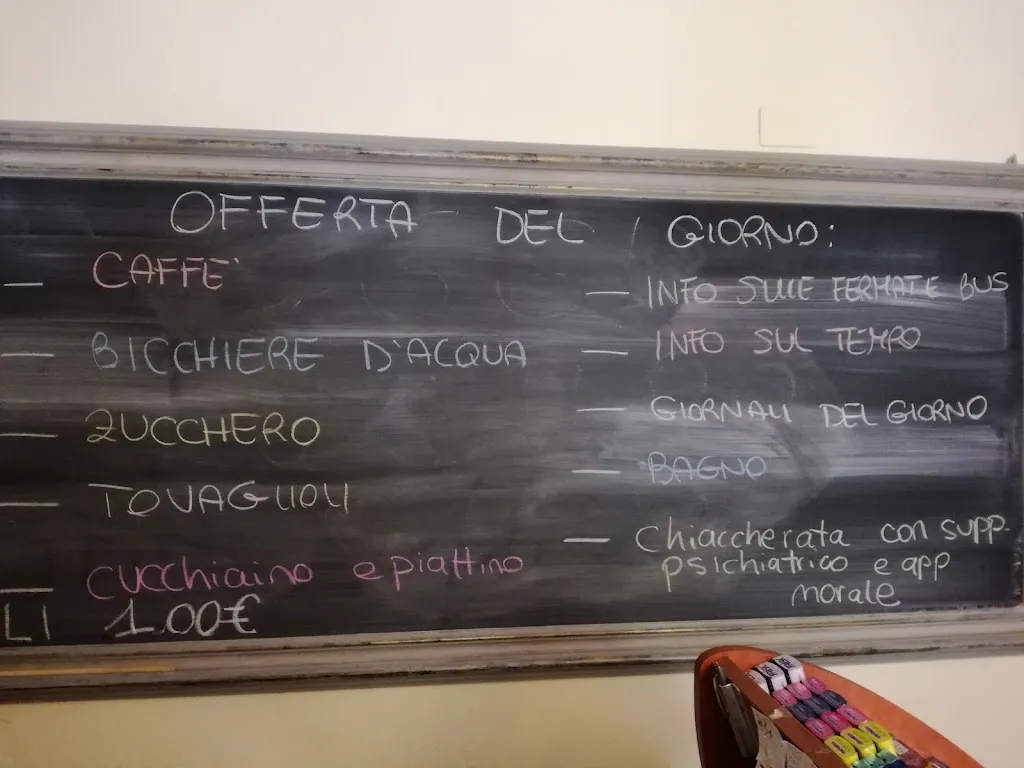 OFFERTA DEL GIORNO:
— CAFFE'
— BICCHIERE D'ACQUA
— ZUCCHERO
— TOVAGLIOLI
— cucchiaino e piattino
LI 1.00€
— INFO SULLE FERMATE BUS
— INFO SUL TEMPO
— GIORNALI DEL GIORNO
— BAGNO
— Chiaccherata con supp.
psichiatrico e app
morale